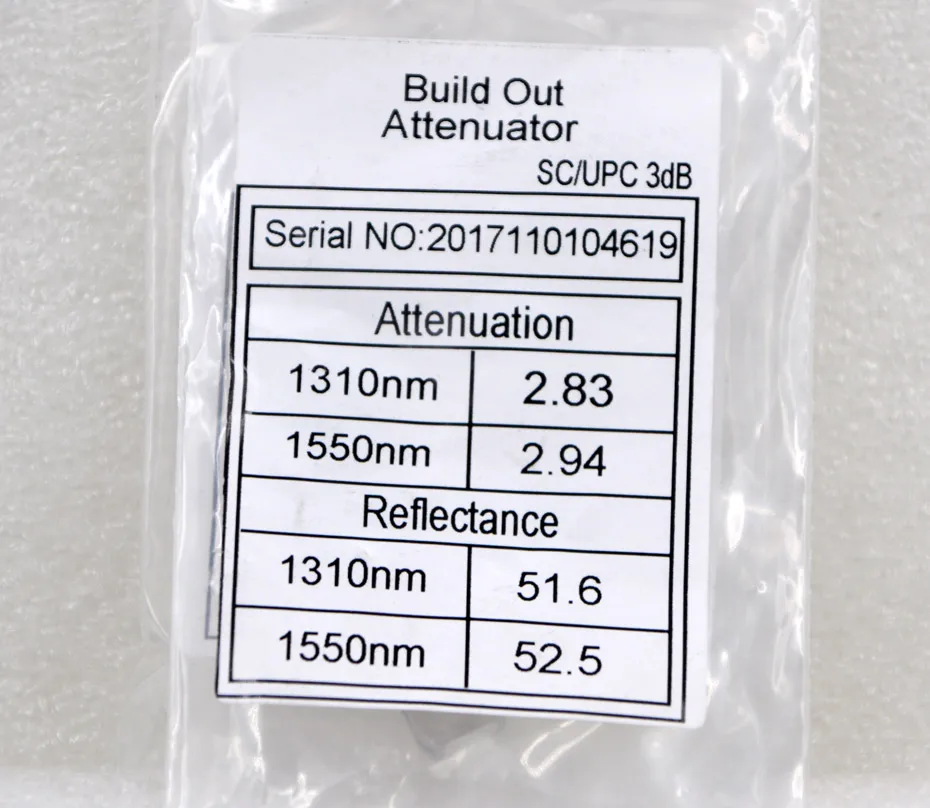 Build Out
Attenuator
SC/UPC 3dB
Serial NO:2017110104619
Attenuation
1310nm 2.83
1550nm 2.94
Reflectance
1310nm 51.6
1550nm 52.5